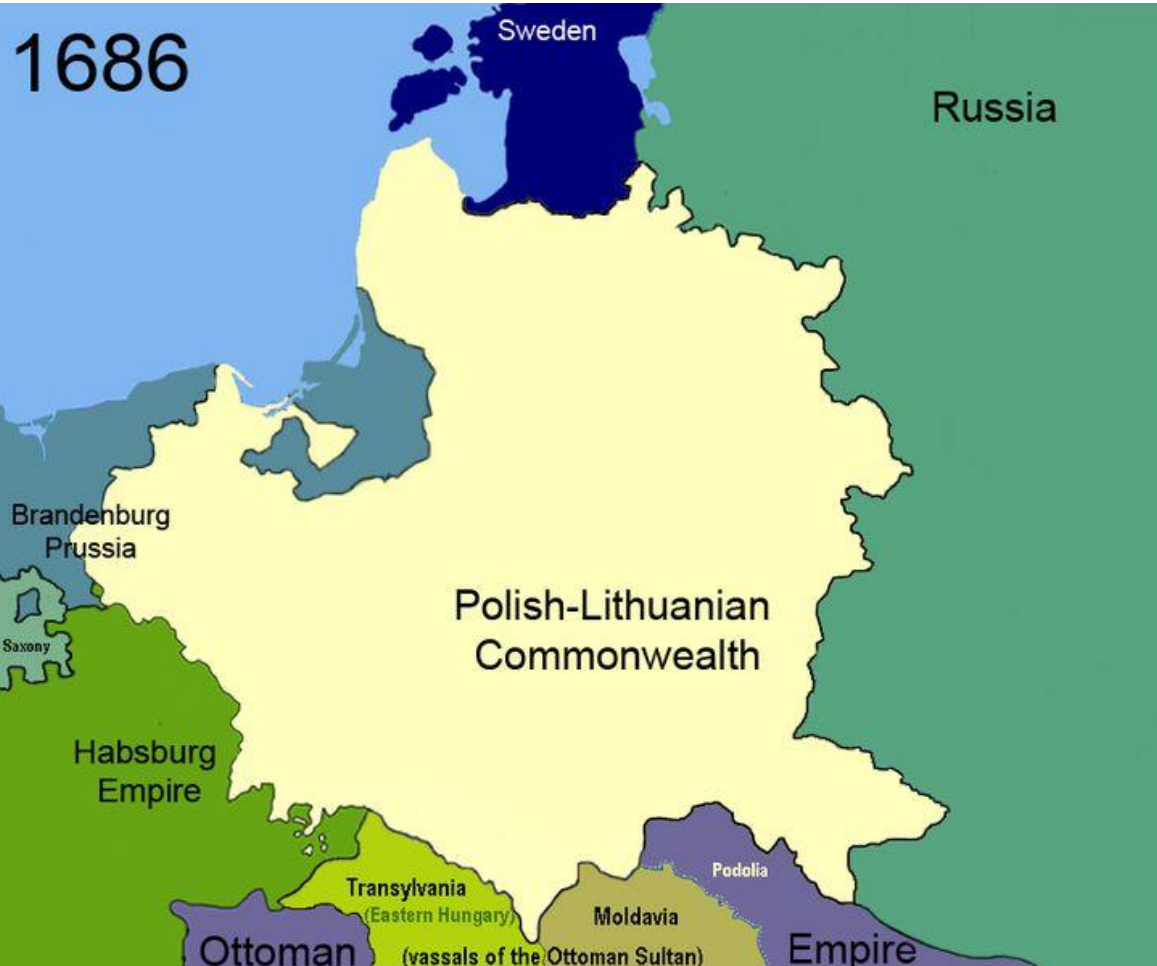 1686
Sweden
Russia
Brandenburg
Prussia
Polish-Lithuanian
Commonwealth
Saxony
Habsburg
Empire
Podolia
Transylvania
(Eastern Hungary)
Moldavia
Ottoman
(vassals of the Ottoman Sultan)
Empire